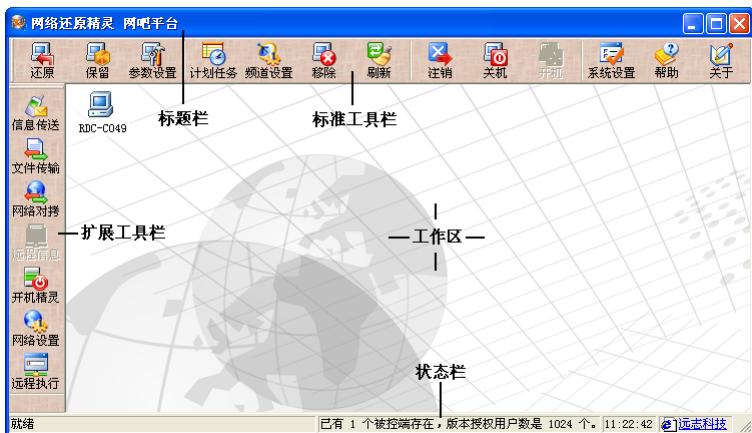 网络还原精灵 网吧平台
还原 保留 参数设置 计划任务 频道设置 移除 刷新 注销 关机 开机 系统设置 帮助 关于
标题栏 标准工具栏
RDC-C049
信息传送
文件传输
网络对拷
扩展工具栏
工作区
远程信息
开机精灵
网络设置
远程执行
状态栏
就绪 已有 1 个被控端存在，版本授权用户数是 1024 个。 11:22:42 远志科技